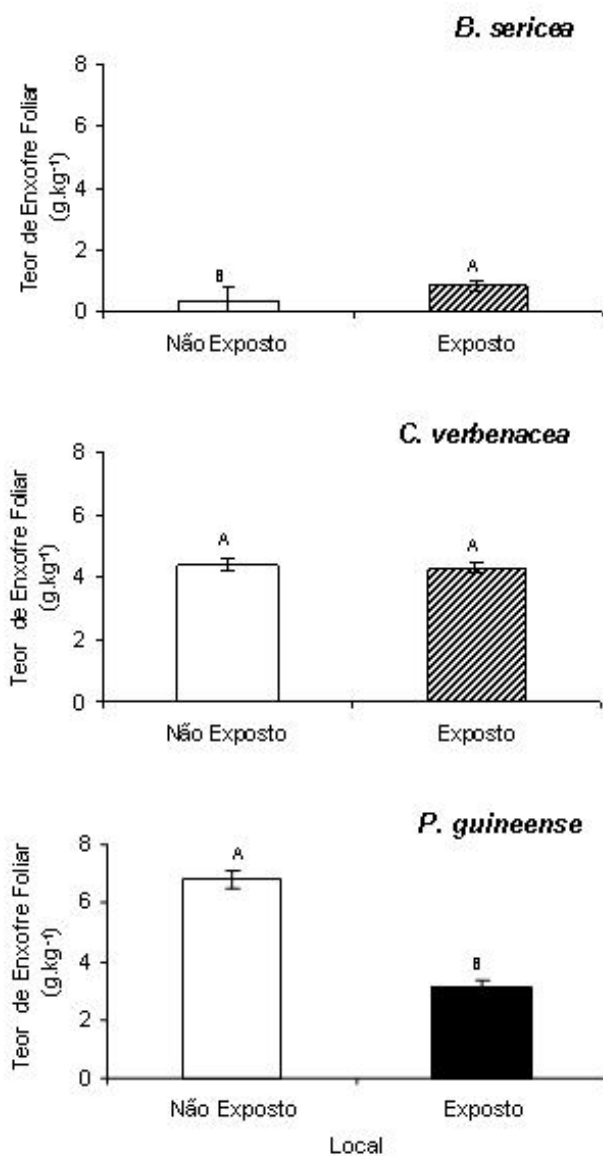 B. sericea
Teor de Enxofre Foliar
(g.kg⁻¹)
8
6
4
2
0
B
A
Não Exposto Exposto
C. verbenacea
Teor de Enxofre Foliar
(g.kg⁻¹)
8
6
4
2
0
A
A
Não Exposto Exposto
P. guineense
Teor de Enxofre Foliar
(g.kg⁻¹)
8
6
4
2
0
A
B
Não Exposto Exposto
Local